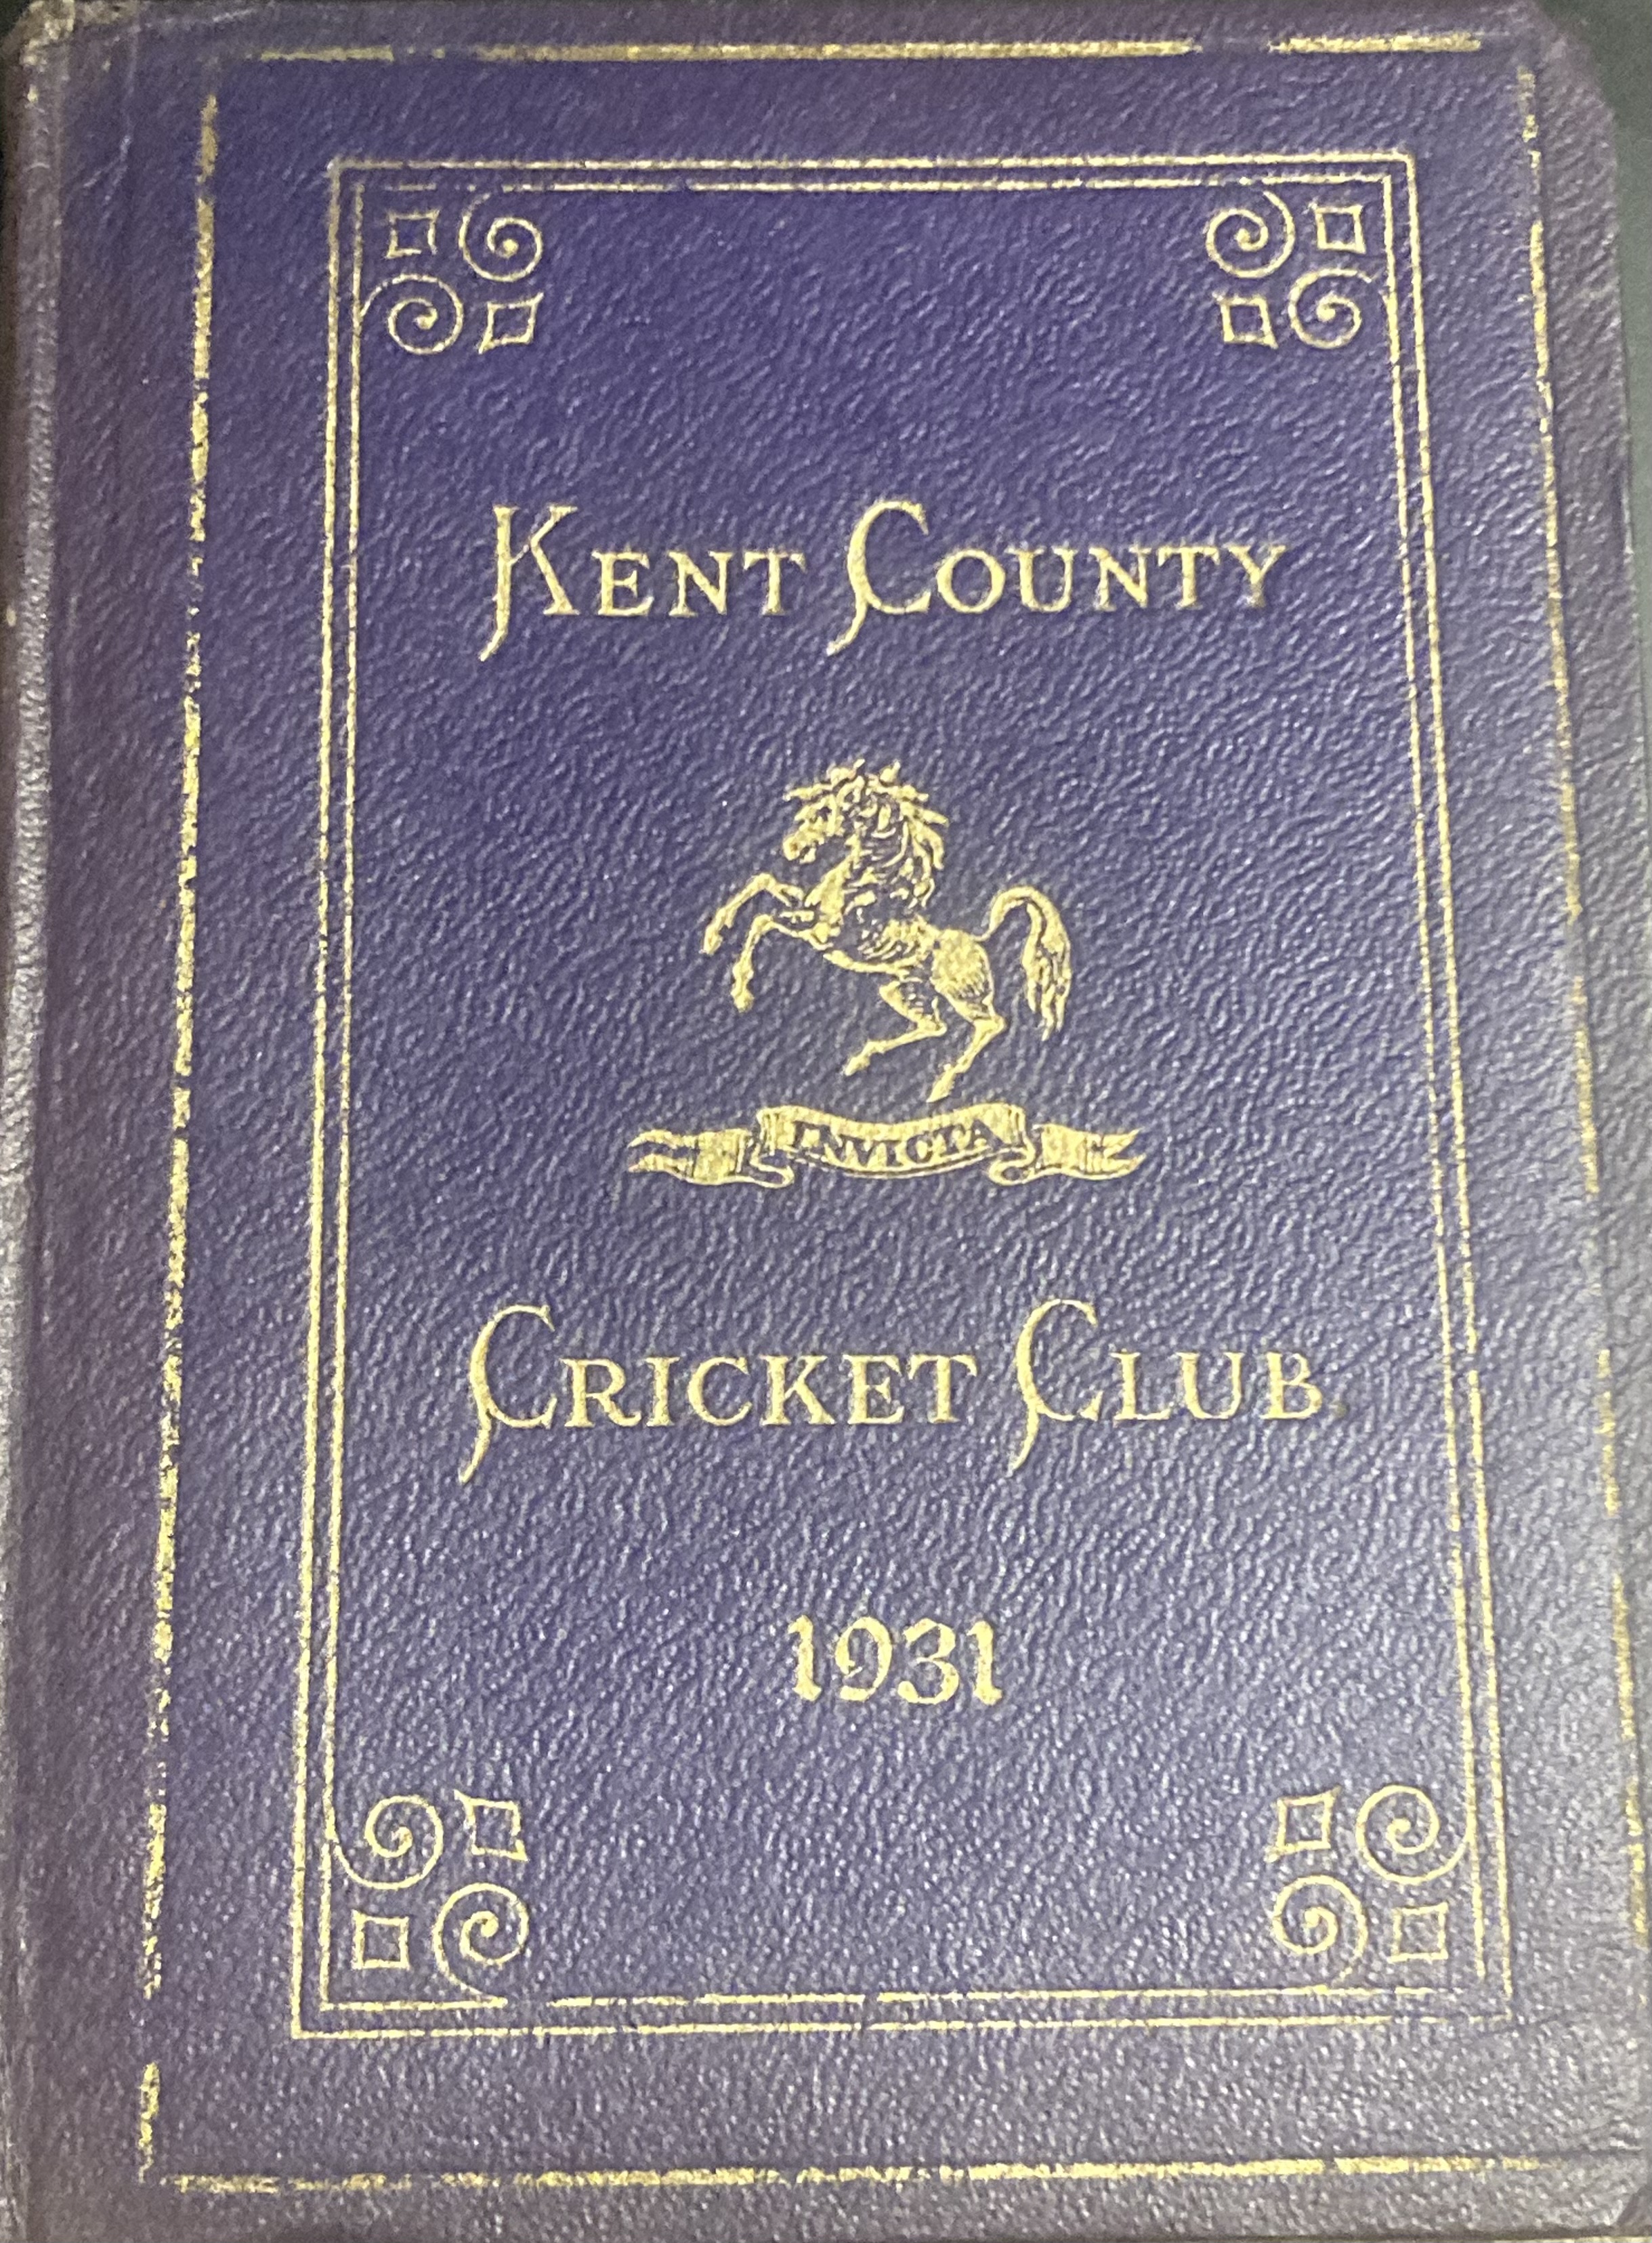 KENT COUNTY
INVICTA
CRICKET CLUB.
1931